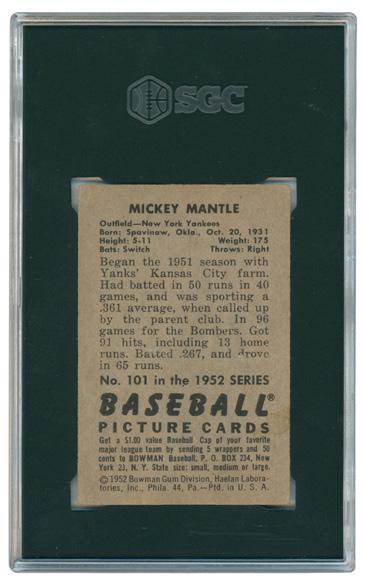 SGC
MICKEY MANTLE
Outfield—New York Yankees
Born: Spavinaw, Okla., Oct. 20, 1931
Height: 5-11 Weight: 175
Bats: Switch Throws: Right
Began the 1951 season with
Yanks' Kansas City farm.
Had batted in 50 runs in 40
games, and was sporting a
.361 average, when called up
by the parent club. In 96
games for the Bombers. Got
91 hits, including 13 home
runs. Batted .267, and drove
in 65 runs.
No. 101 in the 1952 SERIES
BASEBALL®
PICTURE CARDS
Get a $1.00 value Baseball Cap of your favorite
major league team by sending 5 wrappers and 50
cents to BOWMAN Baseball, P. O. BOX 234, New
York 23, N. Y. State size: small, medium or large.
©1952 Bowman Gum Division, Haelan Labora-
tories, Inc., Phila. 44, Pa.—Ptd. in U. S. A.